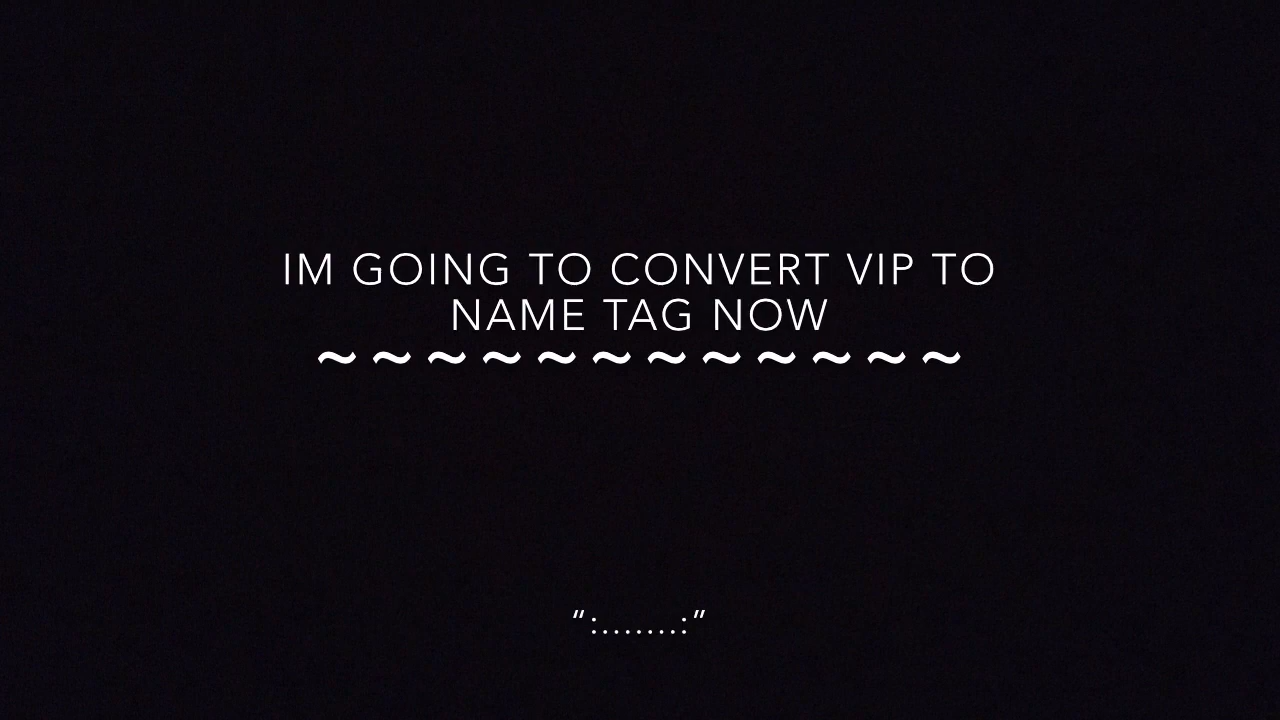 IM GOING TO CONVERT VIP TO
NAME TAG NOW
~~~~~~~~~~~~
“:.......:”